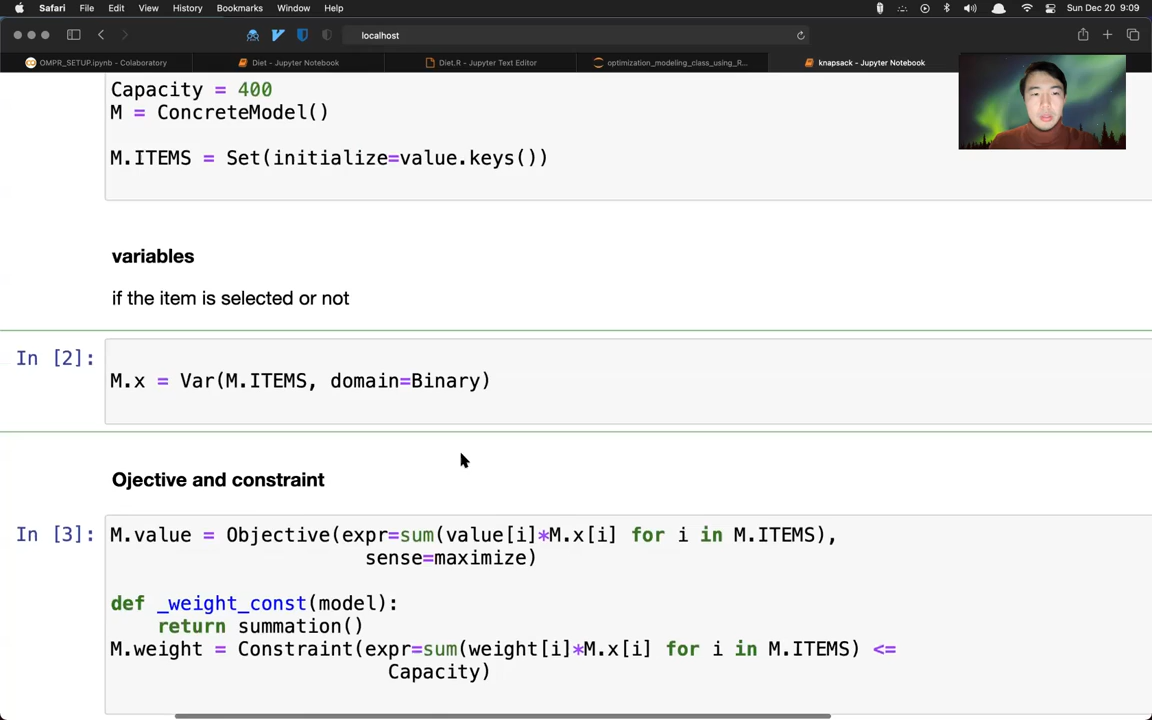 Safari File Edit View History Bookmarks Window Help Sun Dec 20 9:09
localhost
OMPR_SETUP.ipynb - Colaboratory Diet - Jupyter Notebook Diet.R - Jupyter Text Editor optimization_modeling_class_using_R... knapsack - Jupyter Notebook
Capacity = 400
M = ConcreteModel()
M.ITEMS = Set(initialize=value.keys())
variables
if the item is selected or not
In [2]:
M.x = Var(M.ITEMS, domain=Binary)
Ojective and constraint
In [3]: M.value = Objective(expr=sum(value[i]*M.x[i] for i in M.ITEMS),
sense=maximize)
def _weight_const(model):
return summation()
M.weight = Constraint(expr=sum(weight[i]*M.x[i] for i in M.ITEMS) <=
Capacity)